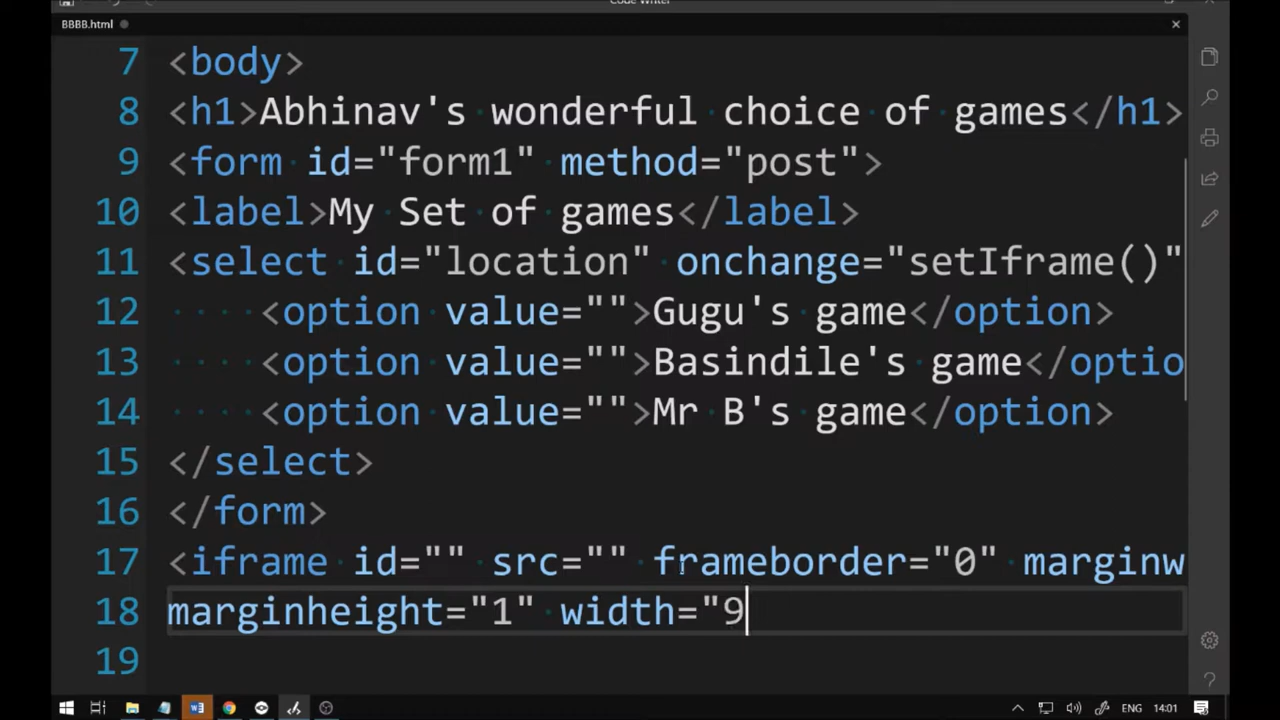 Code Writer
BBBB.html
7 <body>
8 <h1>Abhinav's wonderful choice of games</h1>
9 <form id="form1" method="post">
10 <label>My Set of games</label>
11 <select id="location" onchange="setIframe()"
12 <option value="">Gugu's game</option>
13 <option value="">Basindile's game</optio
14 <option value="">Mr B's game</option>
15 </select>
16 </form>
17 <iframe id="" src="" frameborder="0" marginw
18 marginheight="1" width="9
19
ENG 14:01